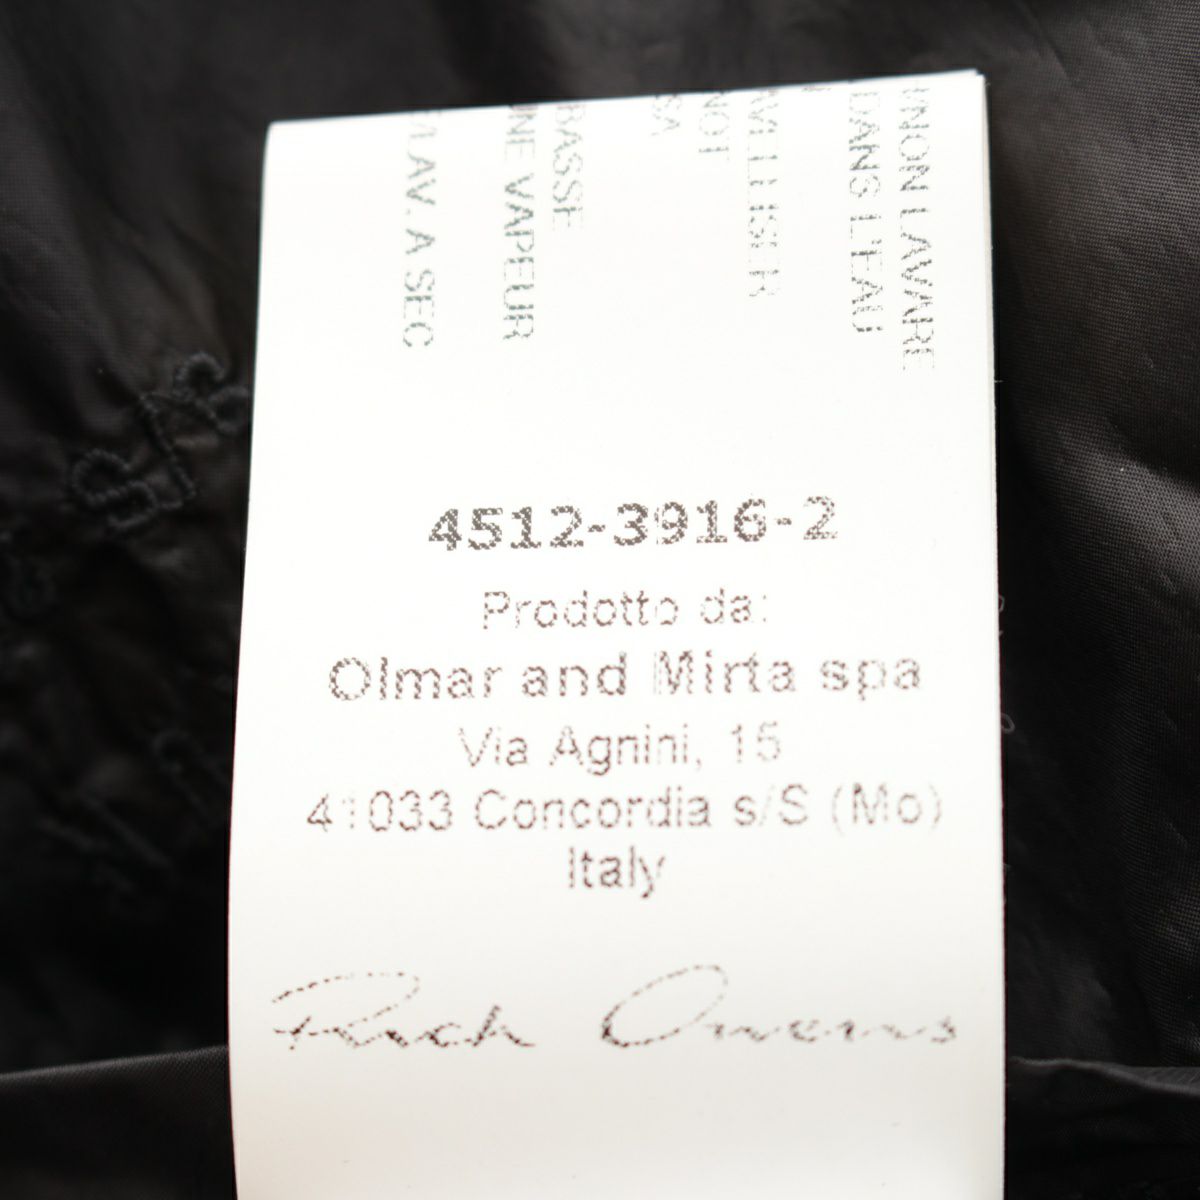 NON LAVARE
DANS L'EAU
NOT
BASSE
VAPEUR
LAV. A SEC
4512-3916-2
Prodotto da:
Olmar and Mirta spa
Via Agnini, 15
41033 Concordia s/S (Mo)
Italy
Rick Owens